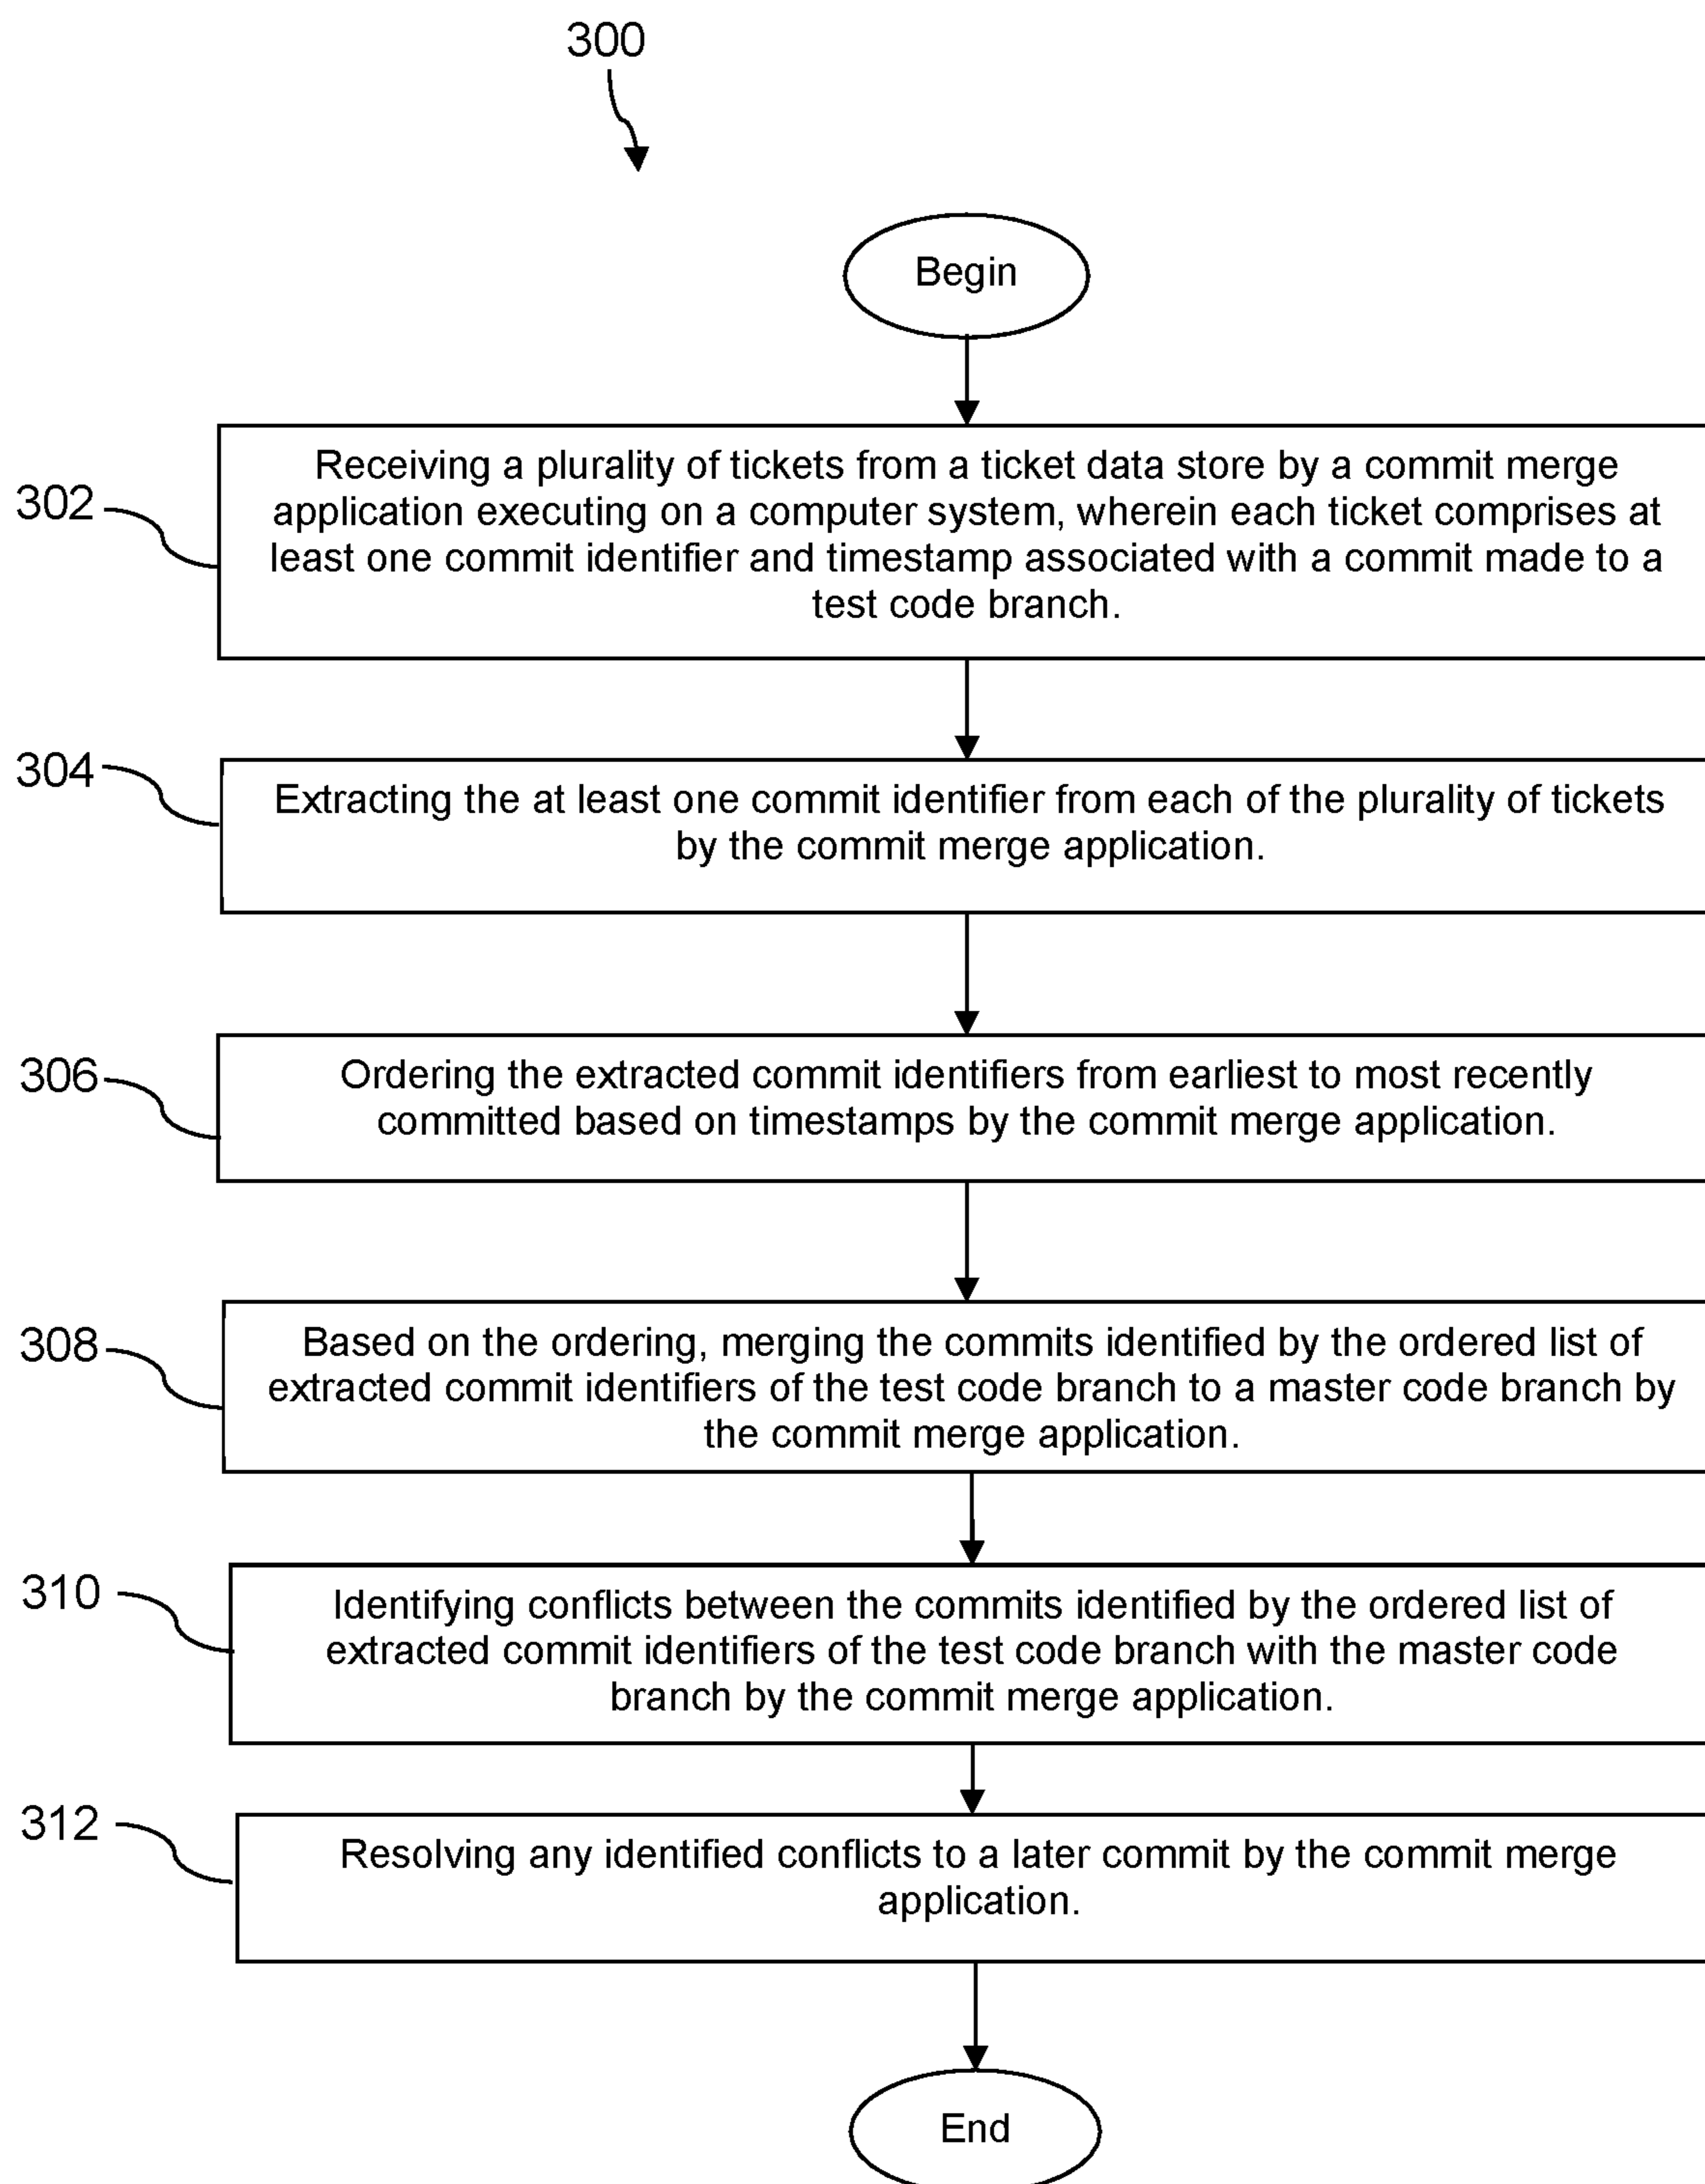 300
Begin
302
Receiving a plurality of tickets from a ticket data store by a commit merge
application executing on a computer system, wherein each ticket comprises at
least one commit identifier and timestamp associated with a commit made to a
test code branch.
304
Extracting the at least one commit identifier from each of the plurality of tickets
by the commit merge application.
306
Ordering the extracted commit identifiers from earliest to most recently
committed based on timestamps by the commit merge application.
308
Based on the ordering, merging the commits identified by the ordered list of
extracted commit identifiers of the test code branch to a master code branch by
the commit merge application.
310
Identifying conflicts between the commits identified by the ordered list of
extracted commit identifiers of the test code branch with the master code
branch by the commit merge application.
312
Resolving any identified conflicts to a later commit by the commit merge
application.
End